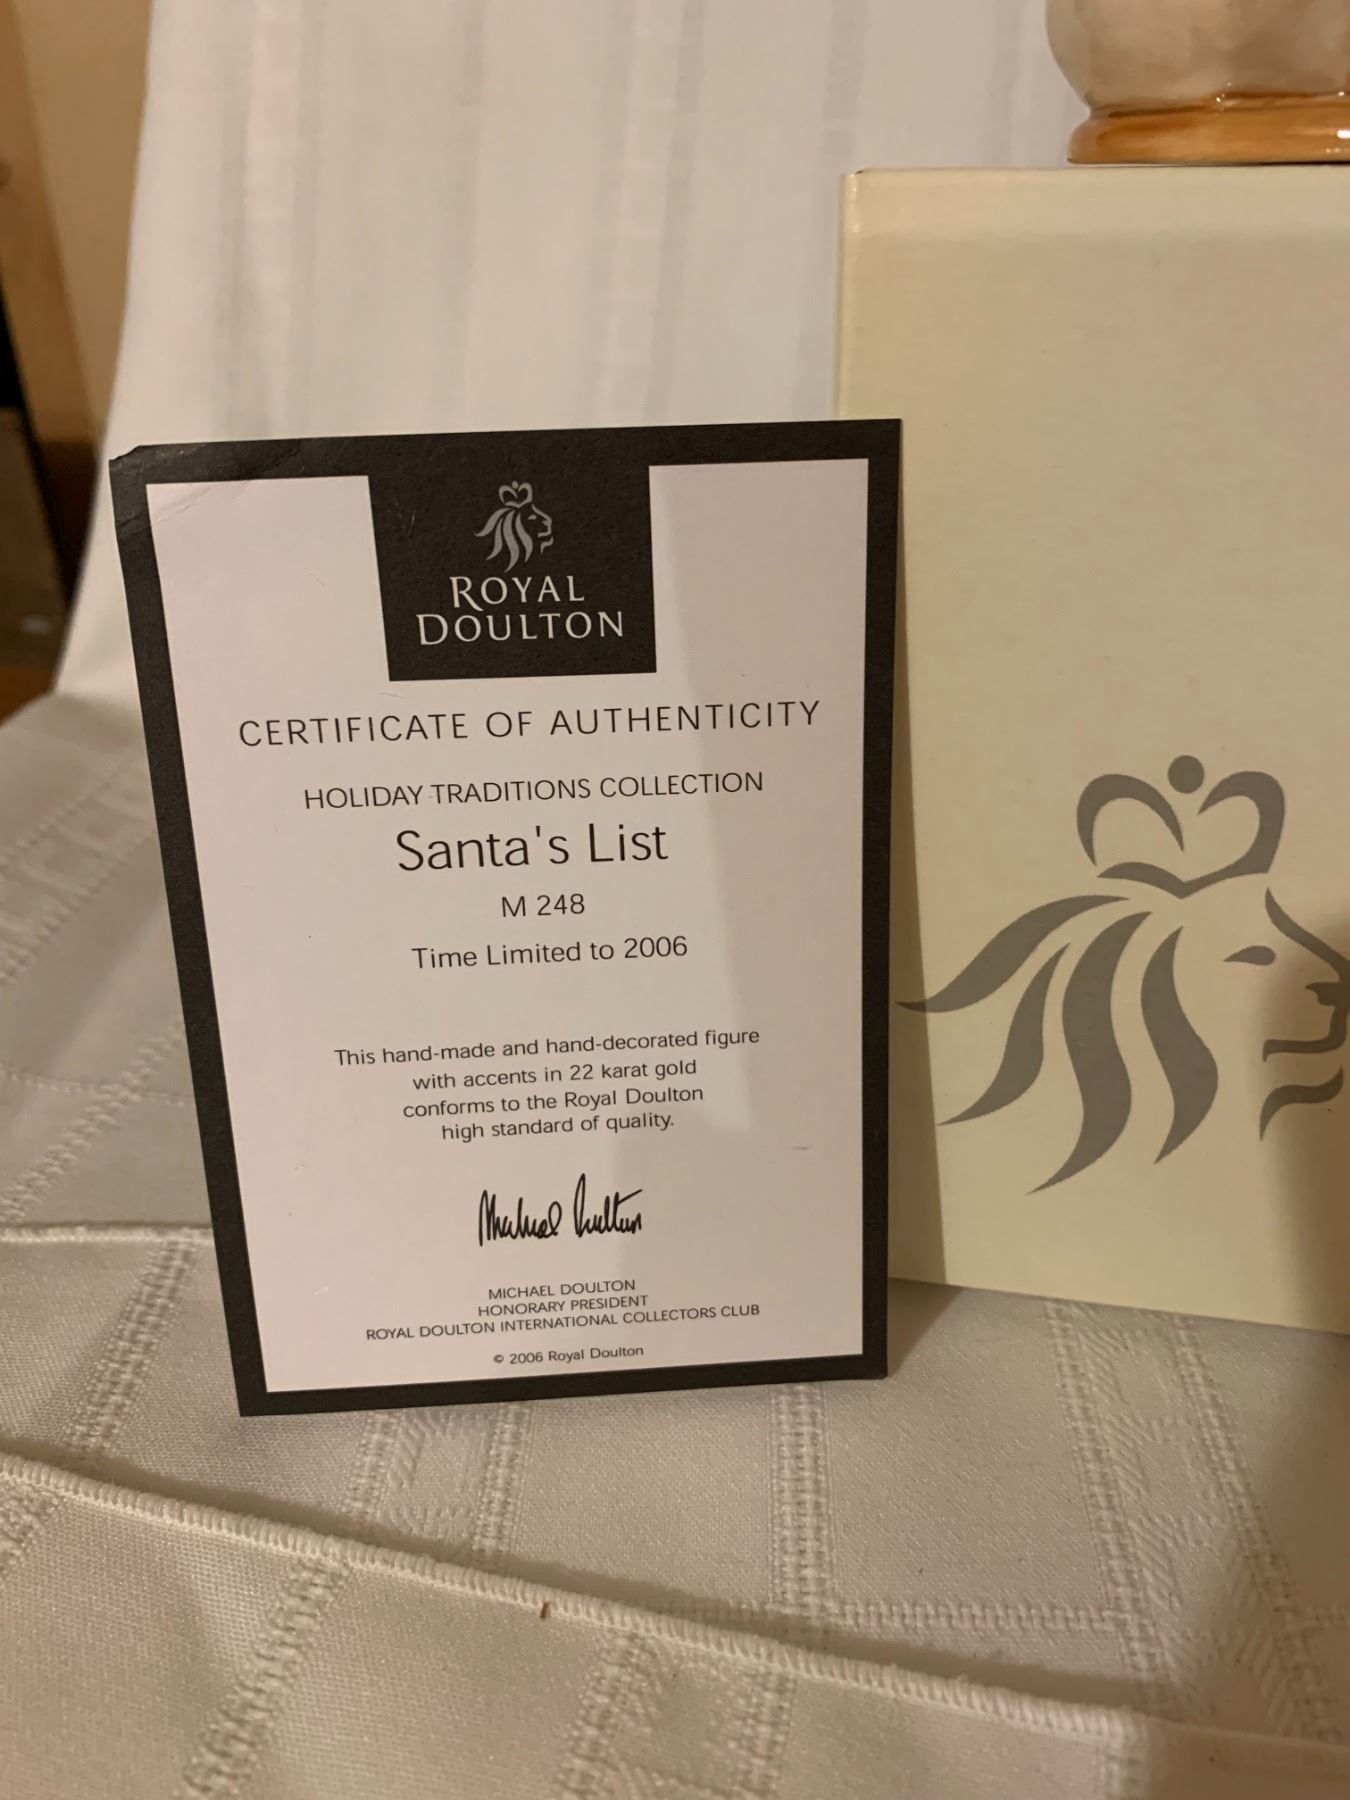 ROYAL
DOULTON
CERTIFICATE OF AUTHENTICITY
HOLIDAY TRADITIONS COLLECTION
Santa's List
M 248
Time Limited to 2006
This hand-made and hand-decorated figure
with accents in 22 karat gold
conforms to the Royal Doulton
high standard of quality.
Michael Doulton
MICHAEL DOULTON
HONORARY PRESIDENT
ROYAL DOULTON INTERNATIONAL COLLECTORS CLUB
© 2006 Royal Doulton